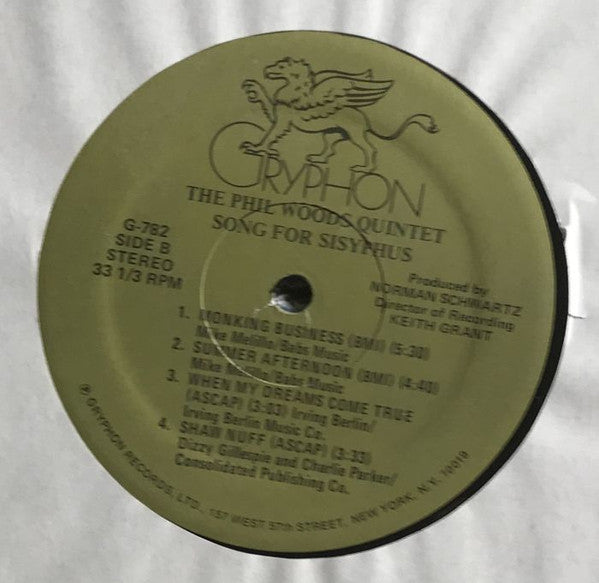 GRYPHON
THE PHIL WOODS QUINTET
SONG FOR SISYPHUS
G-782
SIDE B
STEREO
33 1/3 RPM
Produced by
NORMAN SCHWARTZ
Director of Recording
KEITH GRANT
1. MONKING BUSINESS (BMI) (5:30)
Mike Melillo/Babs Music
2. SUMMER AFTERNOON (BMI) (4:40)
Mike Melillo/Babs Music
3. WHEN MY DREAMS COME TRUE
(ASCAP) (3:03) Irving Berlin/
Irving Berlin Music Co.
4. SHAW NUFF (ASCAP) (3:33)
Dizzy Gillespie and Charlie Parker/
Consolidated Publishing Co.
℗ GRYPHON RECORDS, LTD., 157 WEST 57th STREET, NEW YORK, N.Y. 10019